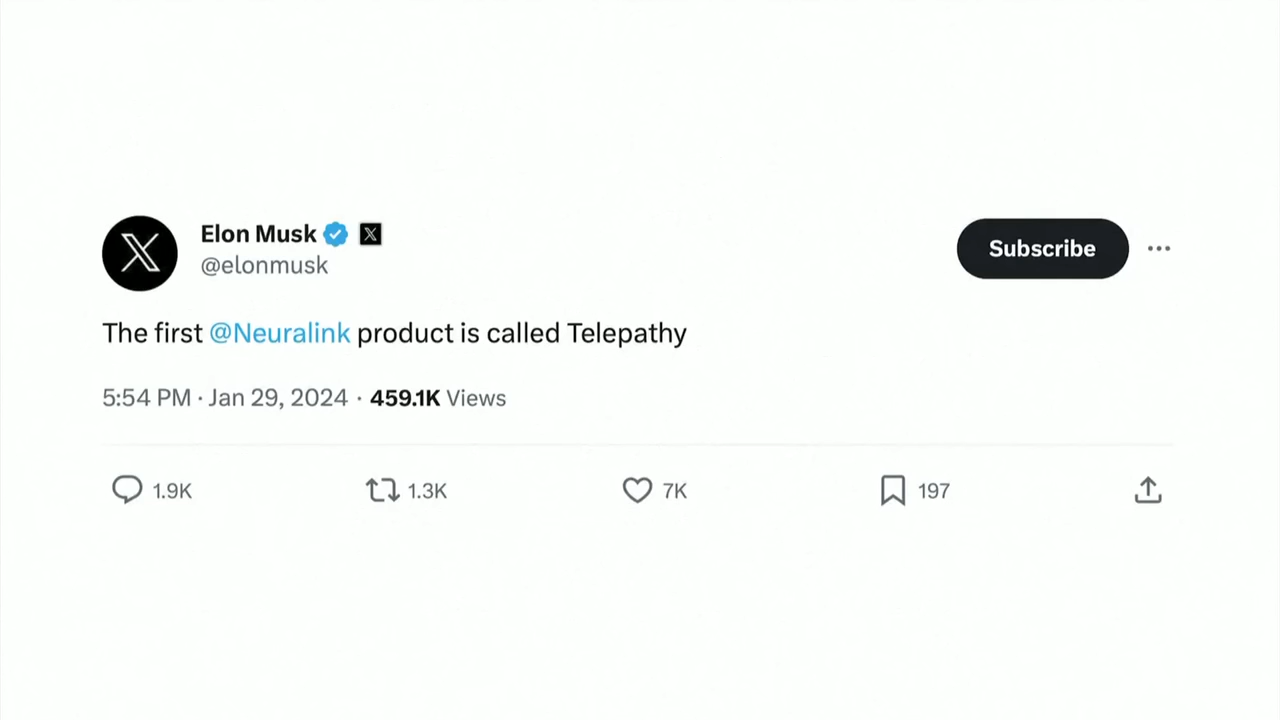 Elon Musk
Subscribe
@elonmusk
The first @Neuralink product is called Telepathy
5:54 PM · Jan 29, 2024 · 459.1K Views
1.9K 1.3K 7K 197